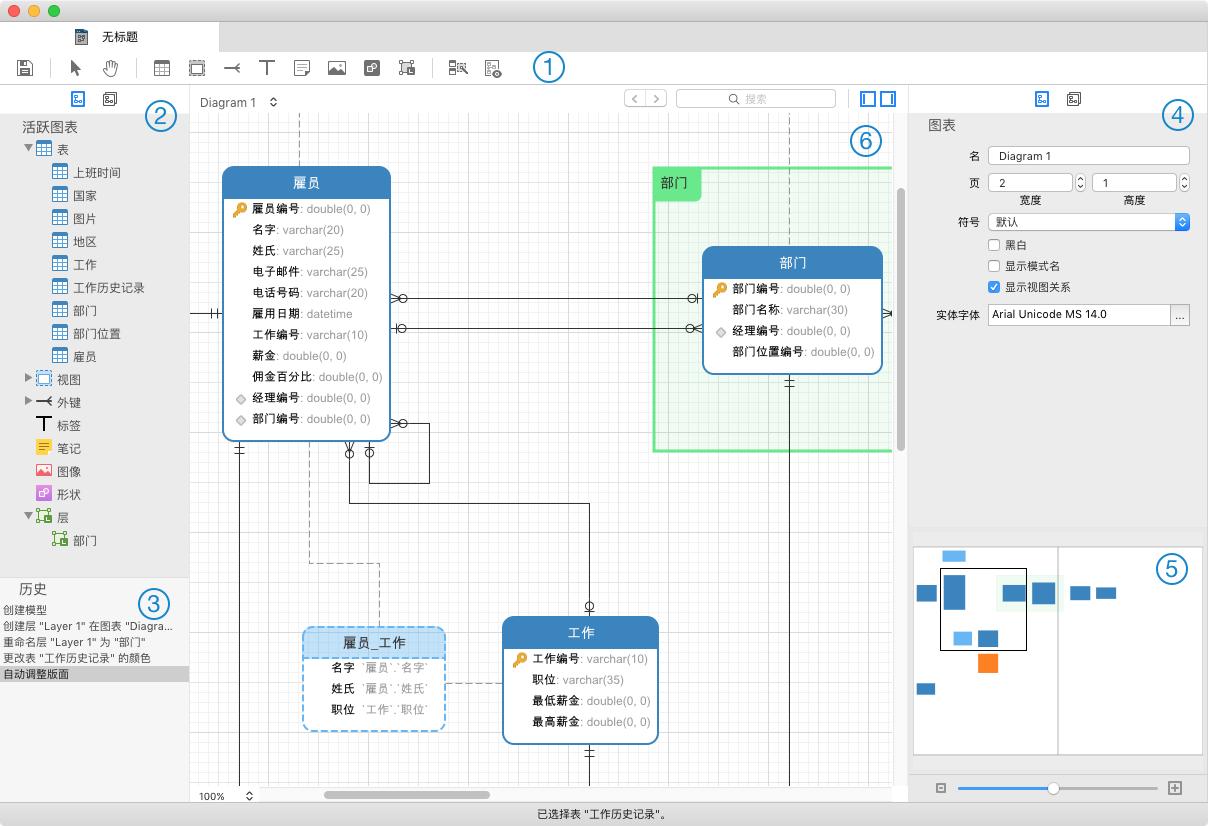 无标题
①
②
活跃图表
表
上班时间
国家
图片
地区
工作
工作历史记录
部门
部门位置
雇员
视图
外键
标签
笔记
图像
形状
层
部门
历史
③
创建模型
创建层 "Layer 1" 在图表 "Diagra...
重命名层 "Layer 1" 为 "部门"
更改表 "工作历史记录" 的颜色
自动调整版面
Diagram 1
搜索
⑥
雇员
雇员编号: double(0, 0)
名字: varchar(20)
姓氏: varchar(25)
电子邮件: varchar(25)
电话号码: varchar(20)
雇用日期: datetime
工作编号: varchar(10)
薪金: double(0, 0)
佣金百分比: double(0, 0)
经理编号: double(0, 0)
部门编号: double(0, 0)
部门
部门
部门编号: double(0, 0)
部门名称: varchar(30)
经理编号: double(0, 0)
部门位置编号: double(0, 0)
雇员_工作
名字 `雇员`.`名字`
姓氏 `雇员`.`姓氏`
职位 `工作`.`职位`
工作
工作编号: varchar(10)
职位: varchar(35)
最低薪金: double(0, 0)
最高薪金: double(0, 0)
100%
④
图表
名 Diagram 1
页 2 1
宽度 高度
符号 默认
黑白
显示模式名
显示视图关系
实体字体 Arial Unicode MS 14.0 ...
⑤
已选择表 "工作历史记录"。